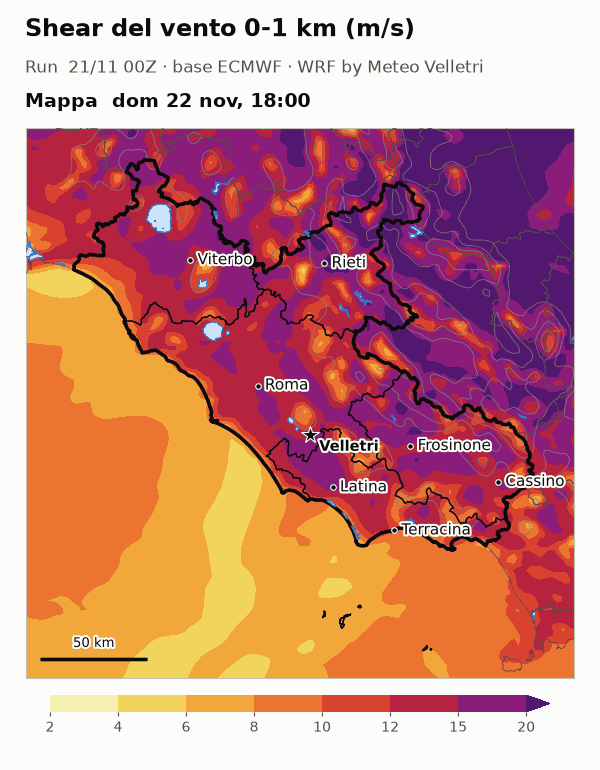 Shear del vento 0-1 km (m/s)
Run  21/11 00Z · base ECMWF · WRF by Meteo Velletri
Mappa  dom 22 nov, 18:00
Viterbo
Rieti
Roma
Velletri
Frosinone
Latina
Cassino
Terracina
50 km
2 4 6 8 10 12 15 20